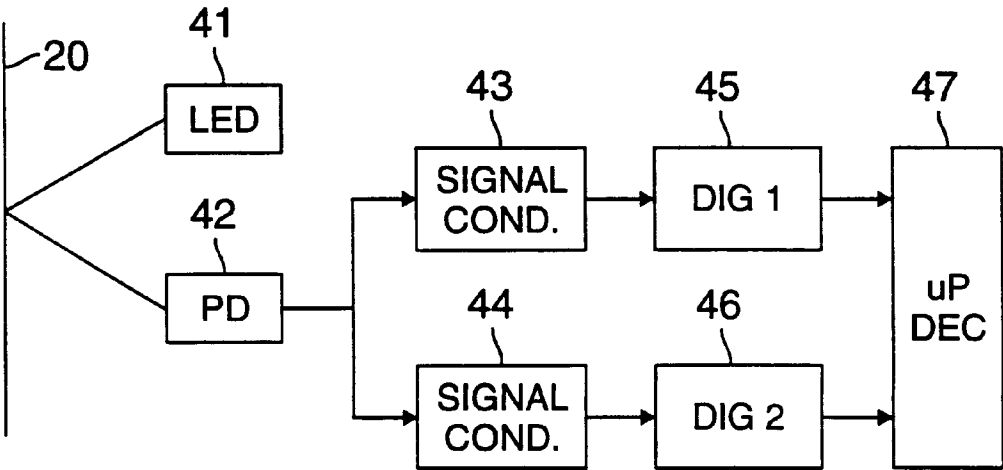 20
41
LED
42
PD
43
SIGNAL
COND.
45
DIG 1
47
uP
DEC
44
SIGNAL
COND.
46
DIG 2